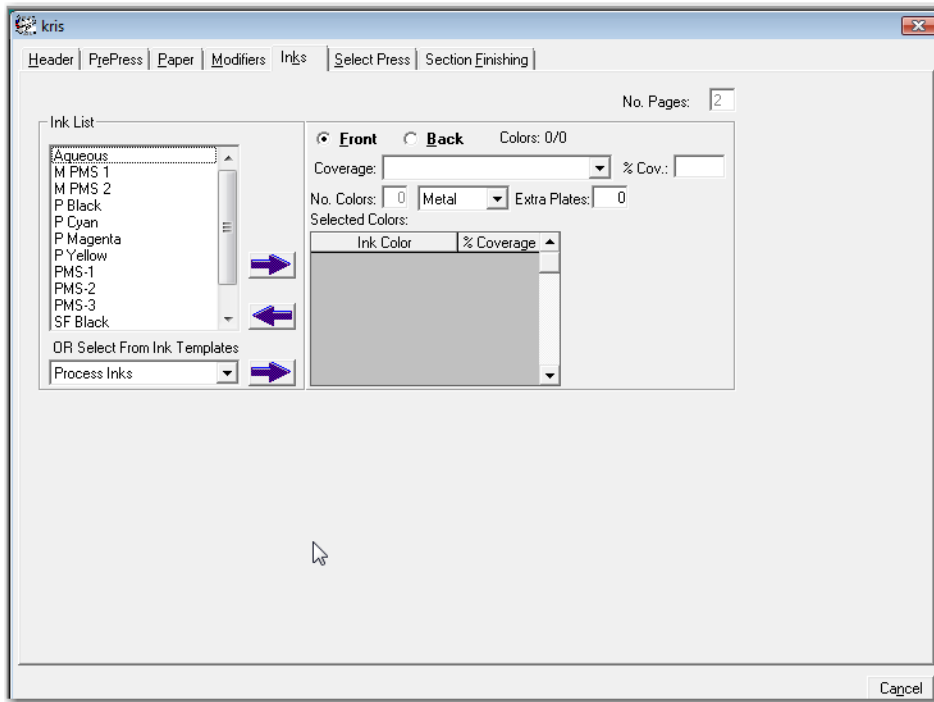 kris
Header PrePress Paper Modifiers Inks Select Press Section Finishing
No. Pages: 2
Ink List
Front Back Colors: 0/0
Aqueous
M PMS 1
M PMS 2
P Black
P Cyan
P Magenta
P Yellow
PMS-1
PMS-2
PMS-3
SF Black
Coverage: % Cov.:
No. Colors: 0 Metal Extra Plates: 0
Selected Colors:
Ink Color % Coverage
OR Select From Ink Templates
Process Inks
Cancel